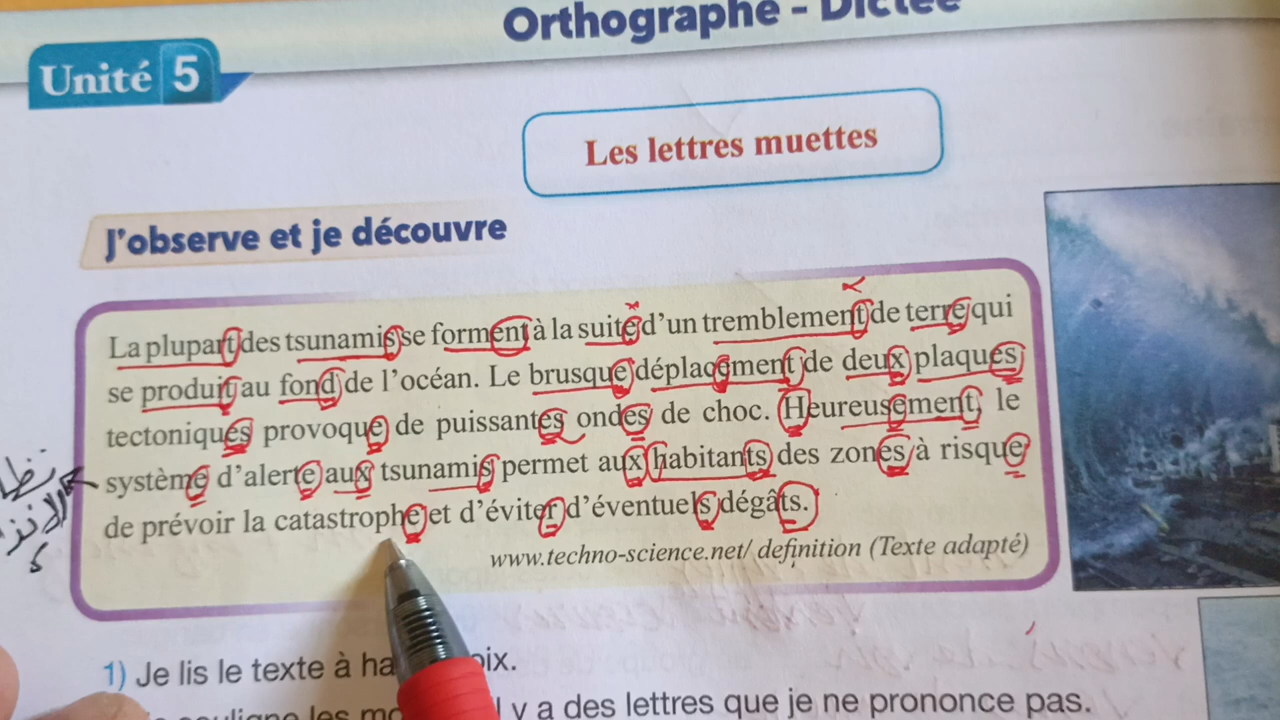 Orthographe - Dictée
Unité 5
Les lettres muettes
J'observe et je découvre
La plupart des tsunamis se forment à la suite d'un tremblement de terre qui
se produit au fond de l'océan. Le brusque déplacement de deux plaques
tectoniques provoque de puissantes ondes de choc. Heureusement, le
système d'alerte aux tsunamis permet aux habitants des zones à risque
de prévoir la catastrophe et d'éviter d'éventuels dégâts.
www.techno-science.net/ definition (Texte adapté)
1) Je lis le texte à ha oix.
souligne les mo l y a des lettres que je ne prononce pas.